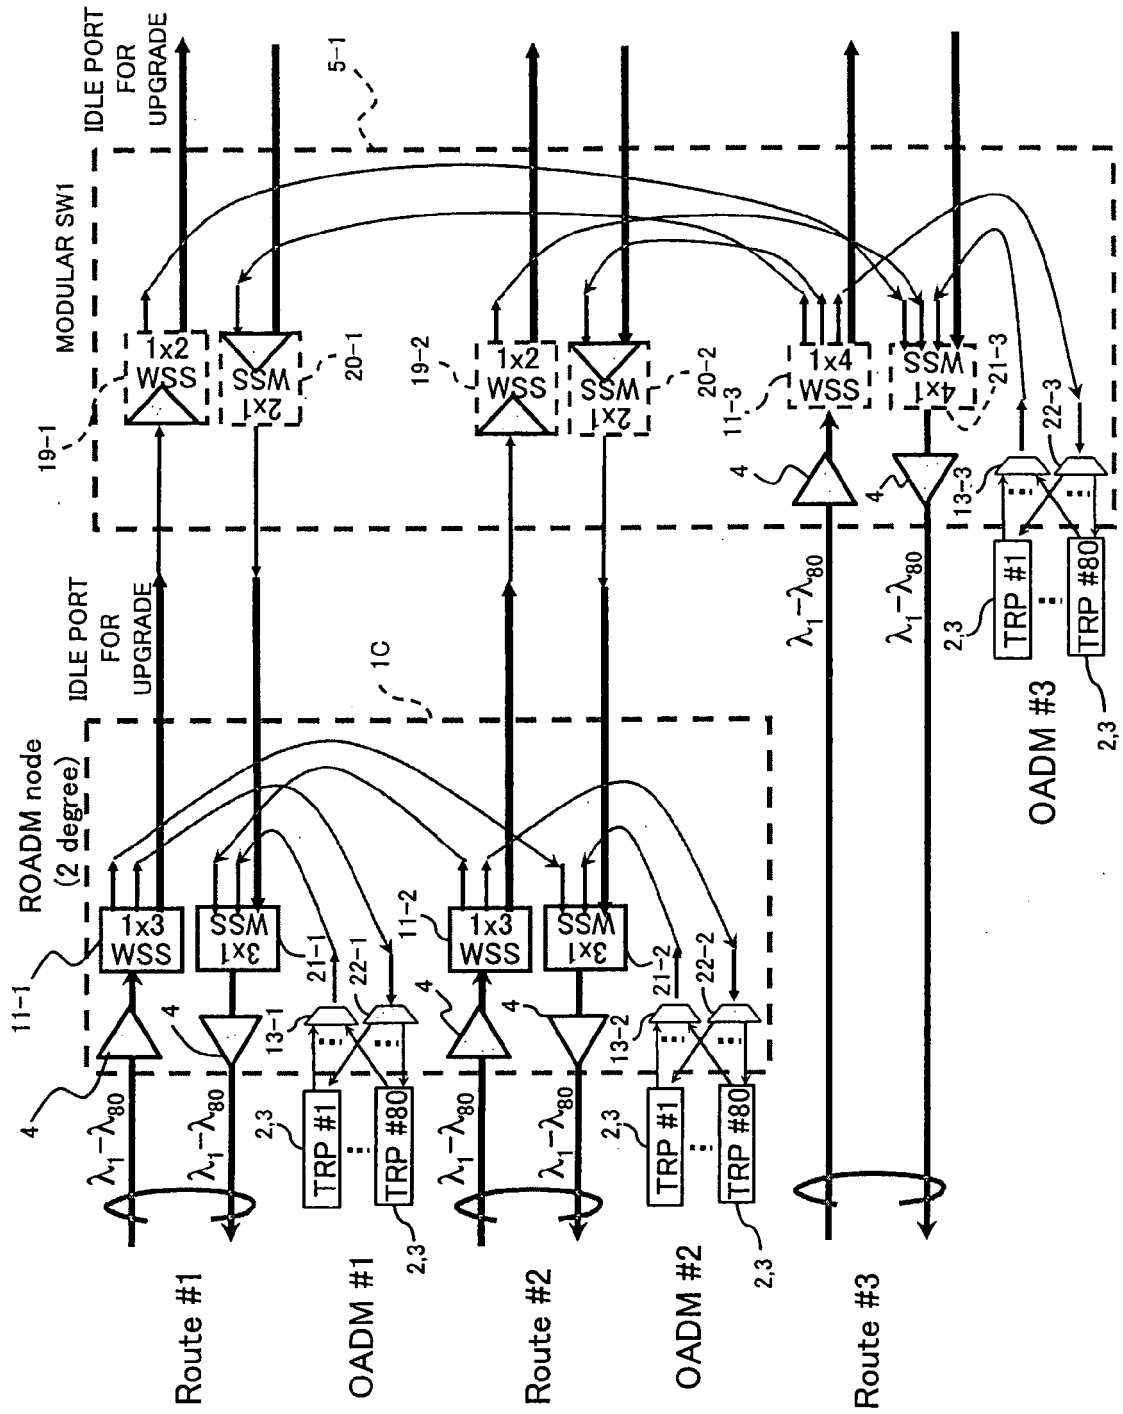 IDLE PORT
FOR
UPGRADE
5-1
MODULAR SW1
19-1
1x2
WSS
WSS
2x1
20-1
19-2
1x2
WSS
WSS
2x1
20-2
11-3
1x4
WSS
WSS
4x1
21-3
4
4
13-3
22-3
λ1-λ80
λ1-λ80
2,3
TRP #1
TRP #80
2,3
OADM #3
IDLE PORT
FOR
UPGRADE
1C
ROADM node
(2 degree)
11-1
1x3
WSS
WSS
3x1
21-1
4
4
13-1
22-1
11-2
1x3
WSS
WSS
3x1
21-2
4
4
13-2
22-2
λ1-λ80
λ1-λ80
2,3
TRP #1
TRP #80
2,3
λ1-λ80
λ1-λ80
2,3
TRP #1
TRP #80
2,3
Route #1
OADM #1
Route #2
OADM #2
Route #3